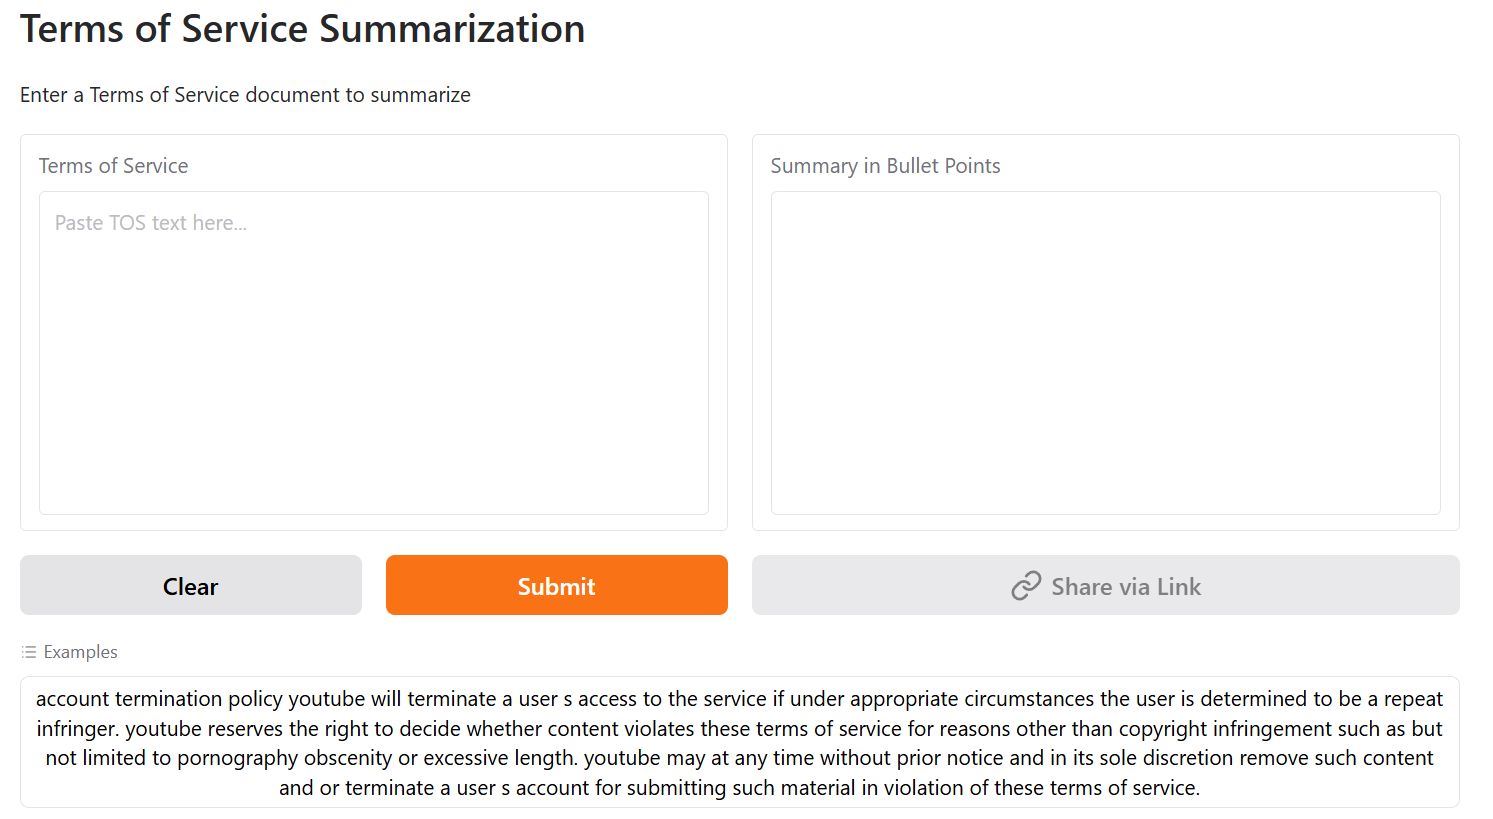 Terms of Service Summarization
Enter a Terms of Service document to summarize
Terms of Service
Summary in Bullet Points
Paste TOS text here...
Clear
Submit
Share via Link
Examples
account termination policy youtube will terminate a user s access to the service if under appropriate circumstances the user is determined to be a repeat
infringer. youtube reserves the right to decide whether content violates these terms of service for reasons other than copyright infringement such as but
not limited to pornography obscenity or excessive length. youtube may at any time without prior notice and in its sole discretion remove such content
and or terminate a user s account for submitting such material in violation of these terms of service.